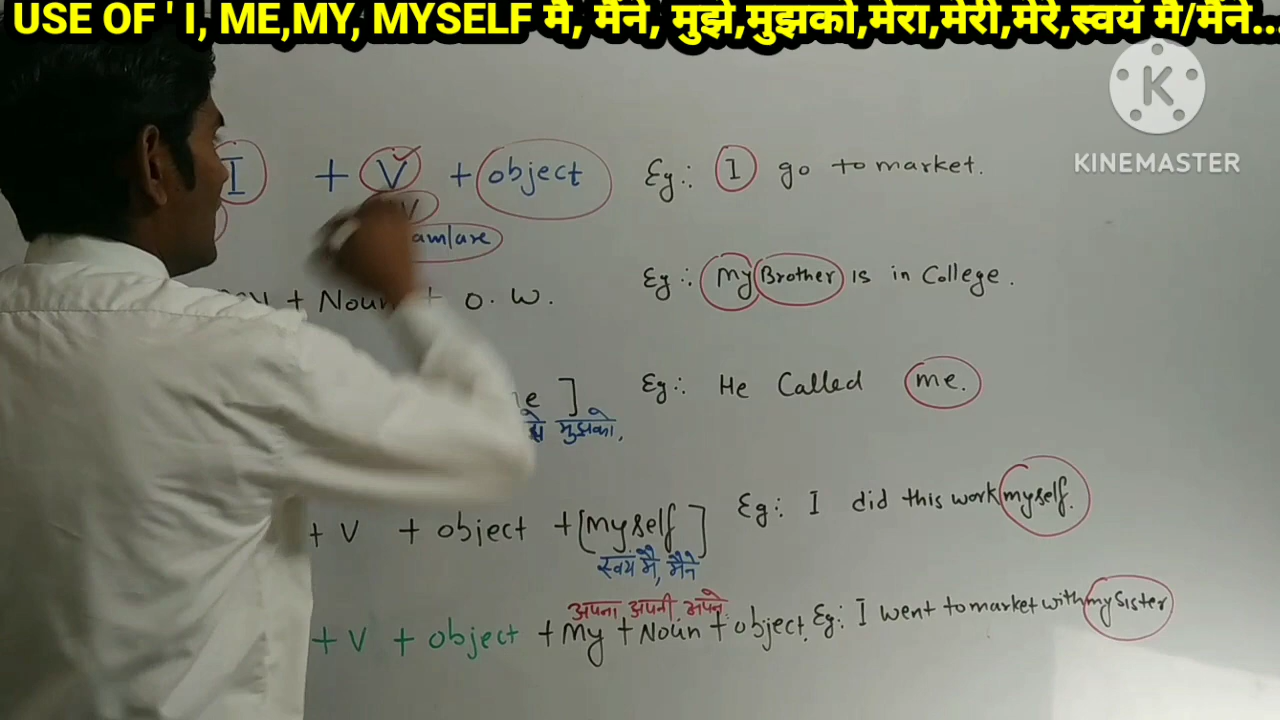 USE OF ' I, ME,MY, MYSELF मै, मैंने, मुझे,मुझको,मेरा,मेरी,मेरे,स्वयं मै/मैंने...
KINEMASTER
I + V + object Eg:. I go to market.
V
am/are
+ Noun + O. W. Eg:. My Brother is in College.
] Eg:. He Called me.
मुझको,
+ V + object + [myself] Eg: I did this work myself.
स्वयं मै, मैंने
अपना अपनी अपने
+ V + object + My + Noun + object. Eg: I went to market with my sister